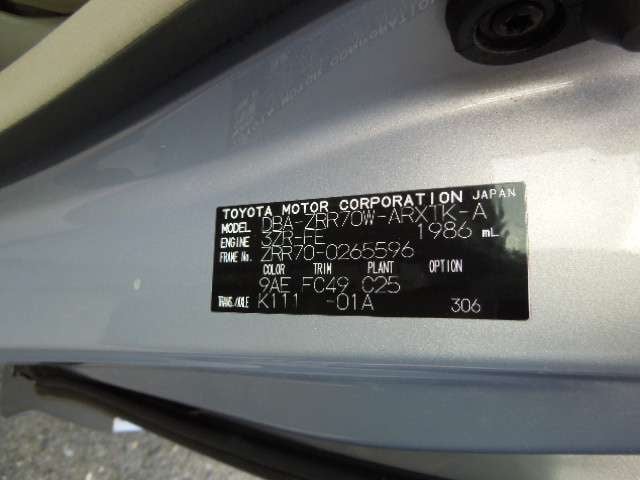 TOYOTA MOTOR CORPORATION JAPAN
MODEL DBA-ZRR70W-ARXTK-A
ENGINE 3ZR-FE 1986 mL
FRAME No. ZRR70-0265596
COLOR TRIM PLANT OPTION
9AE FC49 C25
TRANS./AXLE K111 -01A 306